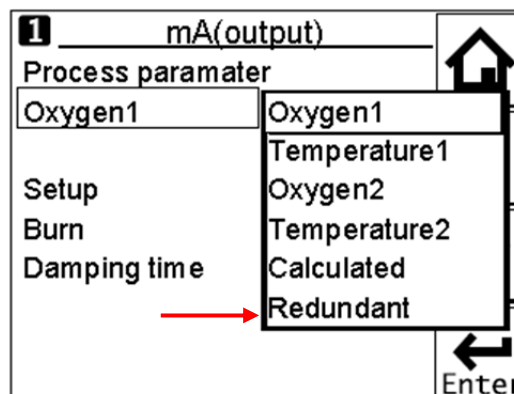 1 mA(output)
Process paramater
Oxygen1
Oxygen1
Temperature1
Setup
Oxygen2
Burn
Temperature2
Damping time
Calculated
Redundant
Enter